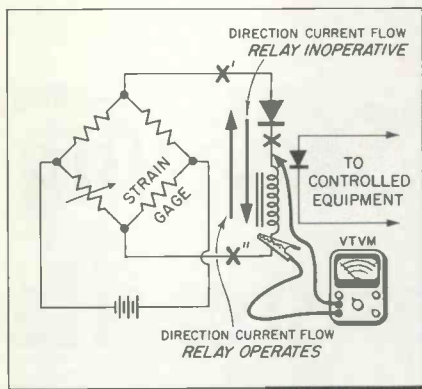 DIRECTION CURRENT FLOW
RELAY INOPERATIVE
X'
STRAIN
GAGE
X
TO
CONTROLLED
EQUIPMENT
VTVM
X"
DIRECTION CURRENT FLOW
RELAY OPERATES